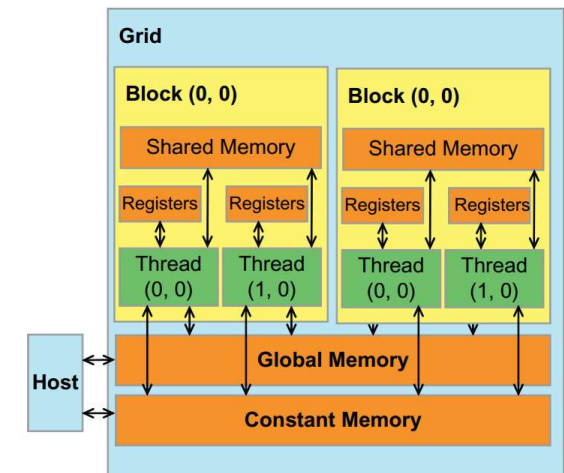 Grid
Block (0, 0)
Block (0, 0)
Shared Memory
Shared Memory
Registers
Registers
Registers
Registers
Thread
(0, 0)
Thread
(1, 0)
Thread
(0, 0)
Thread
(1, 0)
Host
Global Memory
Constant Memory